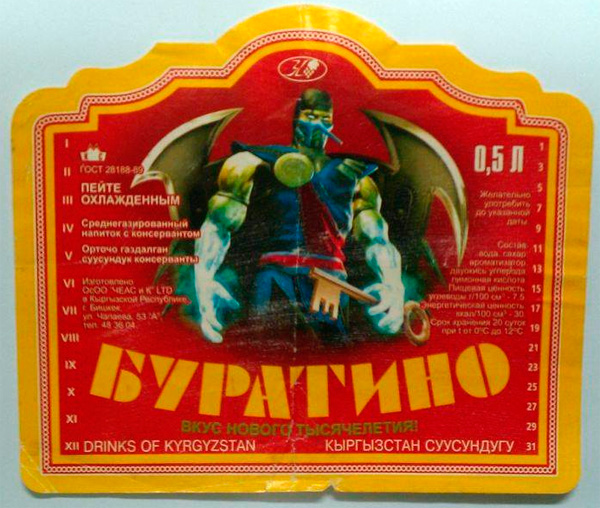 I
II
III
IV
V
VI
VII
VIII
IX
X
XI
XII
ГОСТ 28188-89
ПЕЙТЕ
ОХЛАЖДЕННЫМ
Среднегазированный
напиток с консервантом
Орточо газдалган
суусундук консерванты
Изготовлено
ОсОО "ЧЕАС и К" LTD
в Кыргызской Республике,
г. Бишкек,
ул. Чапаева, 53 "А"
тел. 48 36 04.
0,5 Л
Желательно
употребить
до указанной
даты.
Состав
вода, сахар
ароматизатор
двуокись углерода
лимонная кислота
Пищевая ценность
углеводы г/100 см³ - 7.5
энергетическая ценность
ккал/100 см³ - 30.
Срок хранения 20 суток
при t от 0°С до 12°С
1
3
5
7
9
11
13
15
17
19
21
23
25
27
29
31
БУРАТИНО
ВКУС НОВОГО ТЫСЯЧЕЛЕТИЯ!
DRINKS OF KYRGYZSTAN
КЫРГЫЗСТАН СУУСУНДУГУ